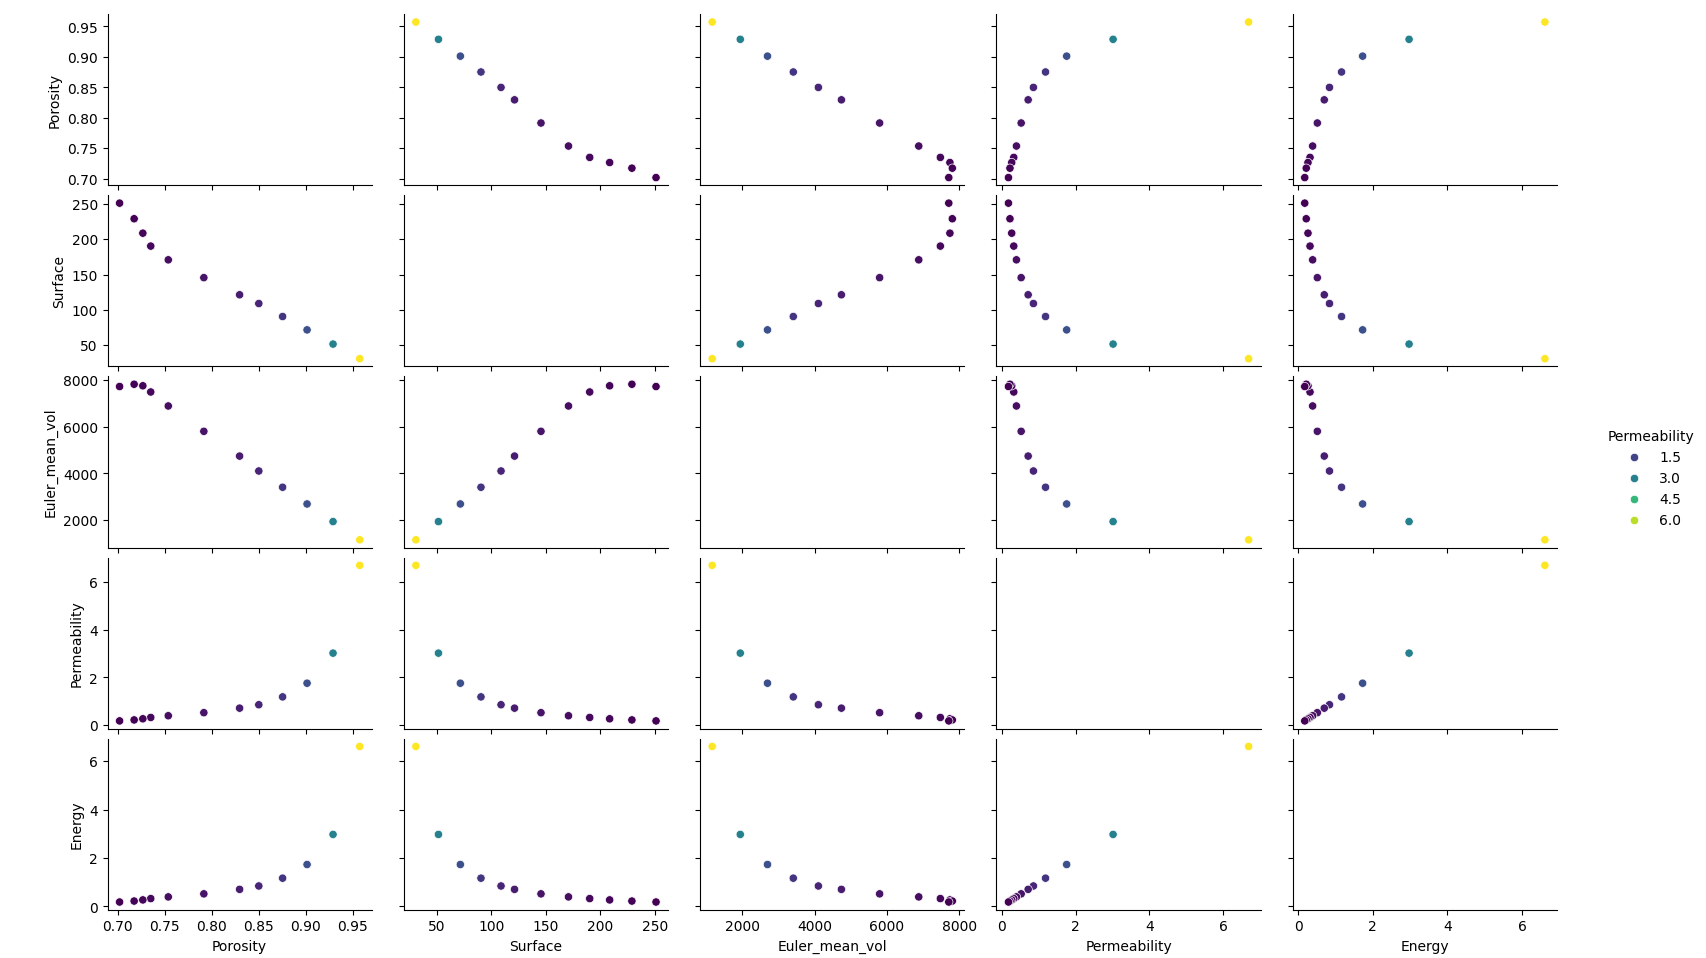 0.95
0.90
0.85
0.80
0.75
0.70
Porosity
250
200
150
100
50
Surface
8000
6000
4000
2000
Euler_mean_vol
Permeability
1.5
3.0
4.5
6.0
6
4
2
0
Permeability
6
4
2
0
Energy
0.70 0.75 0.80 0.85 0.90 0.95
Porosity
50 100 150 200 250
Surface
2000 4000 6000 8000
Euler_mean_vol
0 2 4 6
Permeability
0 2 4 6
Energy